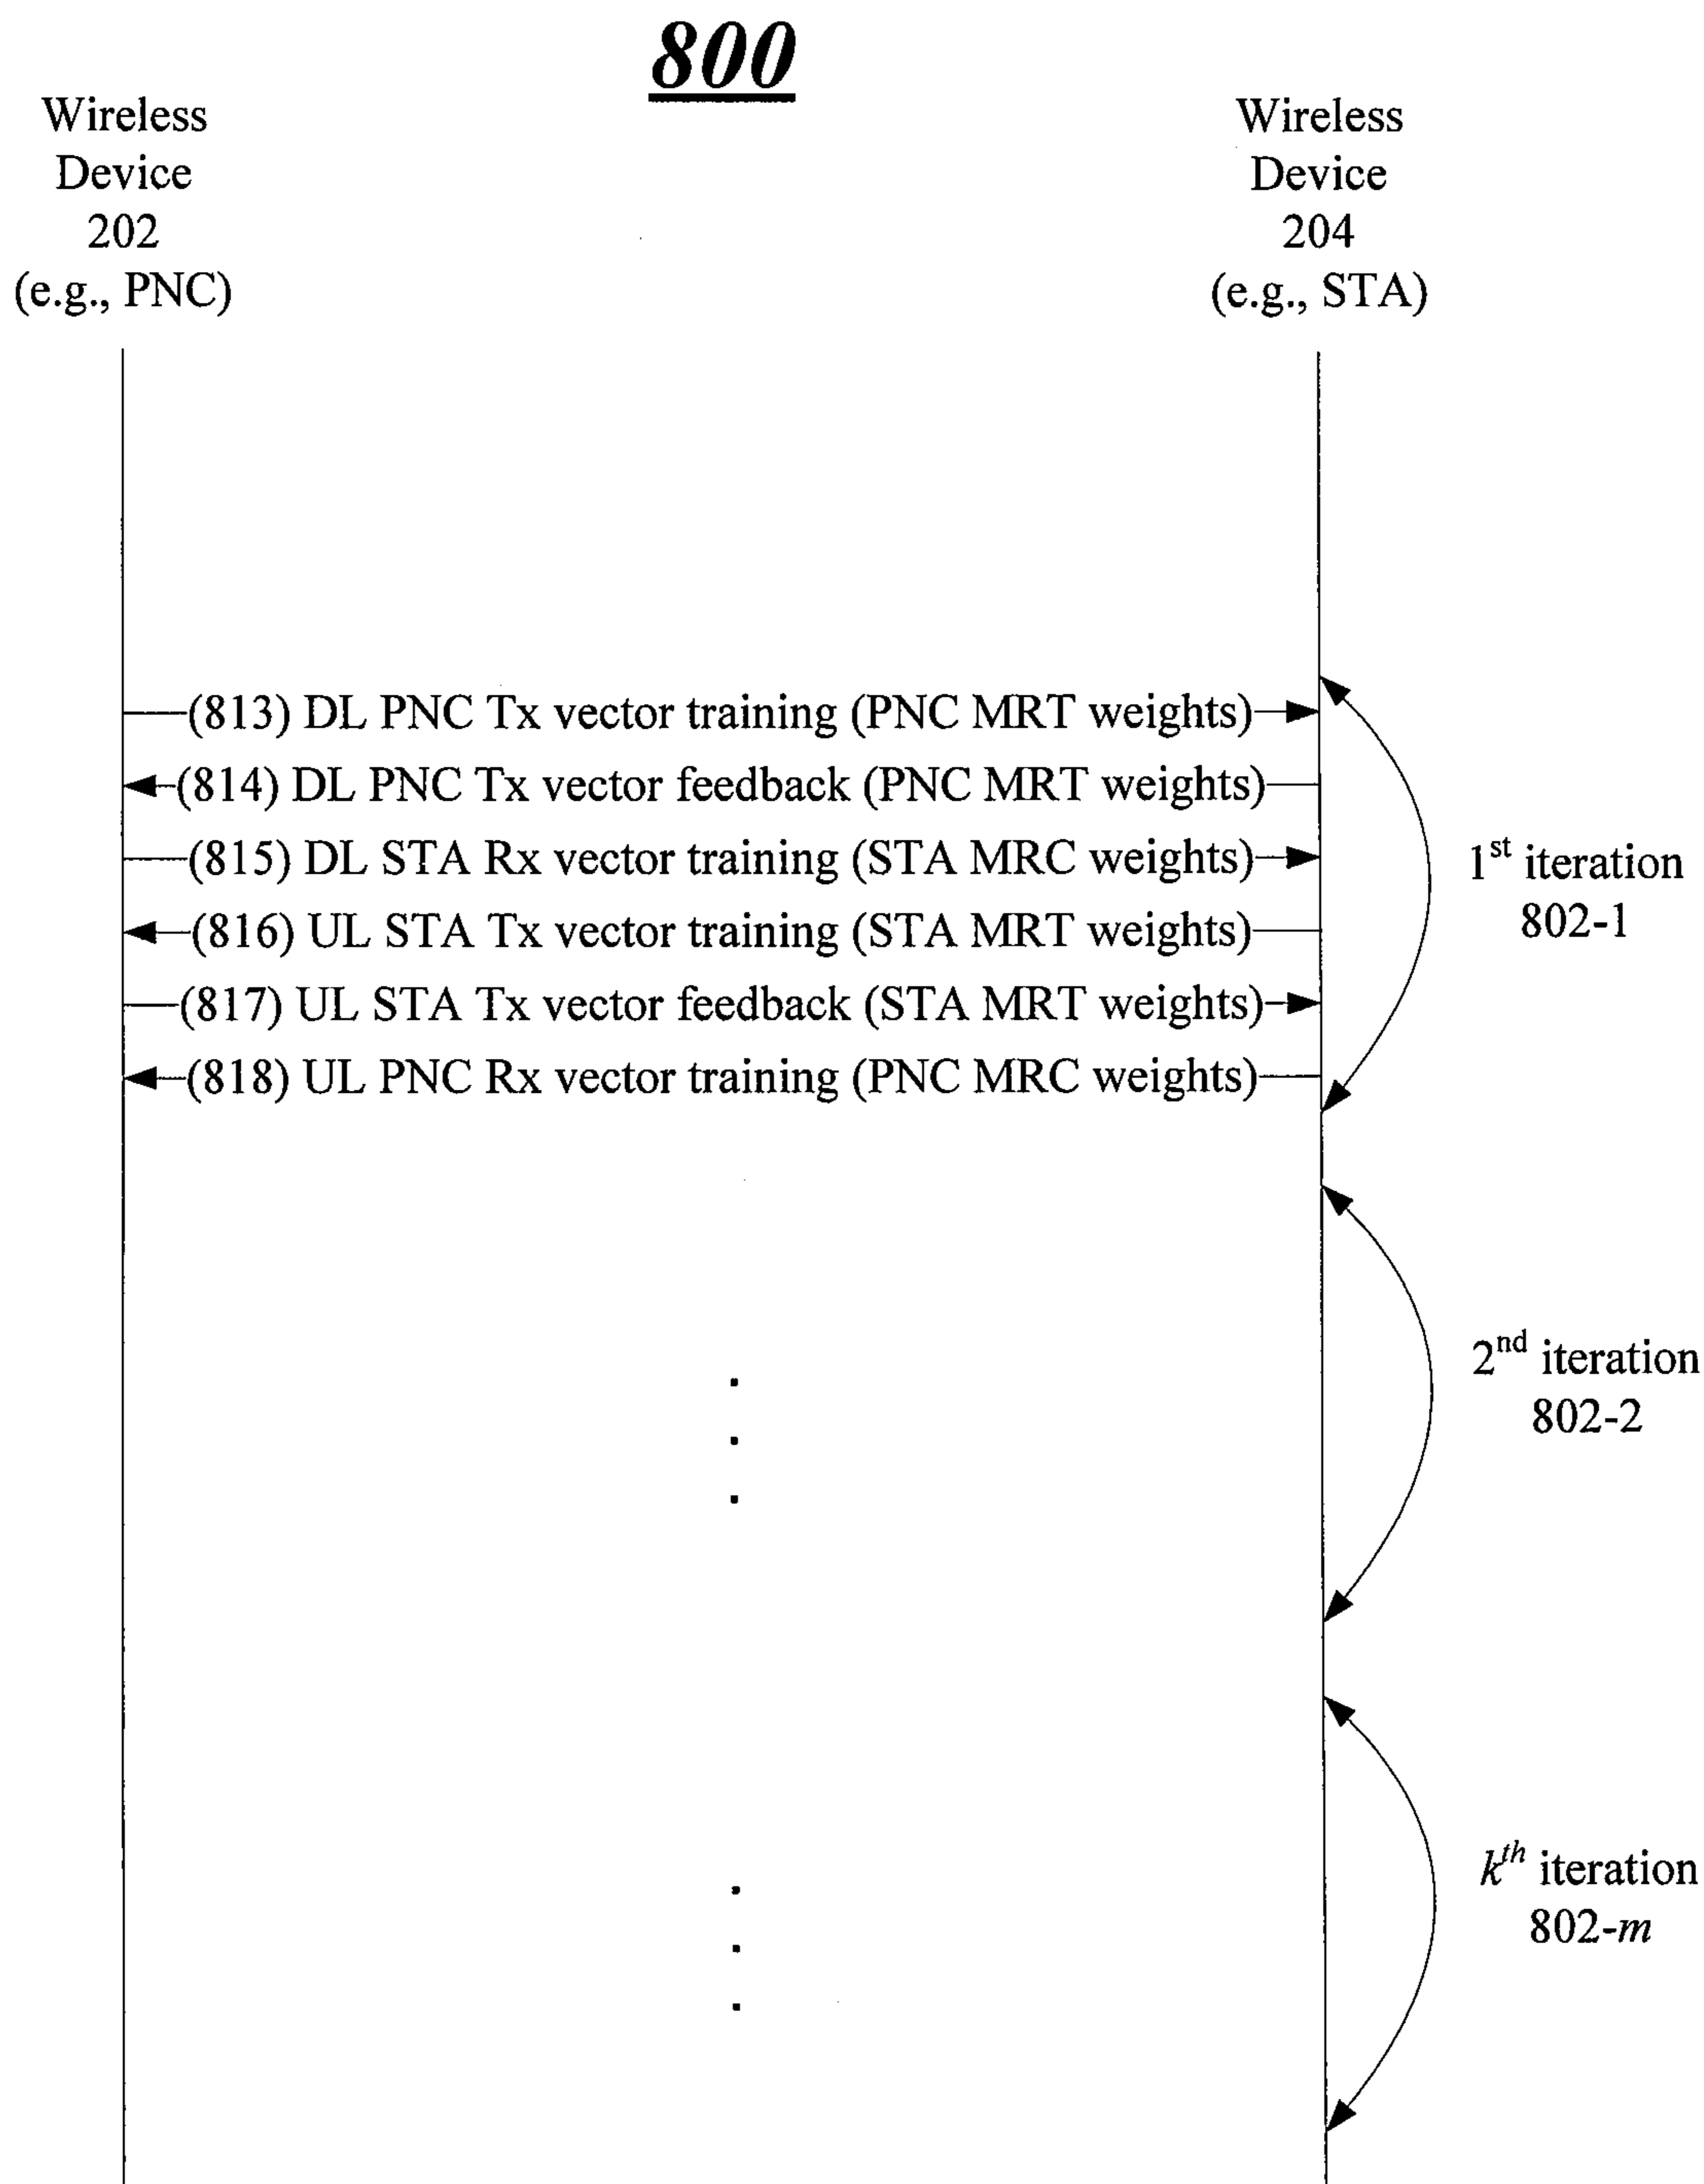 800
Wireless
Device
202
(e.g., PNC)
Wireless
Device
204
(e.g., STA)
(813) DL PNC Tx vector training (PNC MRT weights)
(814) DL PNC Tx vector feedback (PNC MRT weights)
(815) DL STA Rx vector training (STA MRC weights)
(816) UL STA Tx vector training (STA MRT weights)
(817) UL STA Tx vector feedback (STA MRT weights)
(818) UL PNC Rx vector training (PNC MRC weights)
1st iteration
802-1
2nd iteration
802-2
kth iteration
802-m